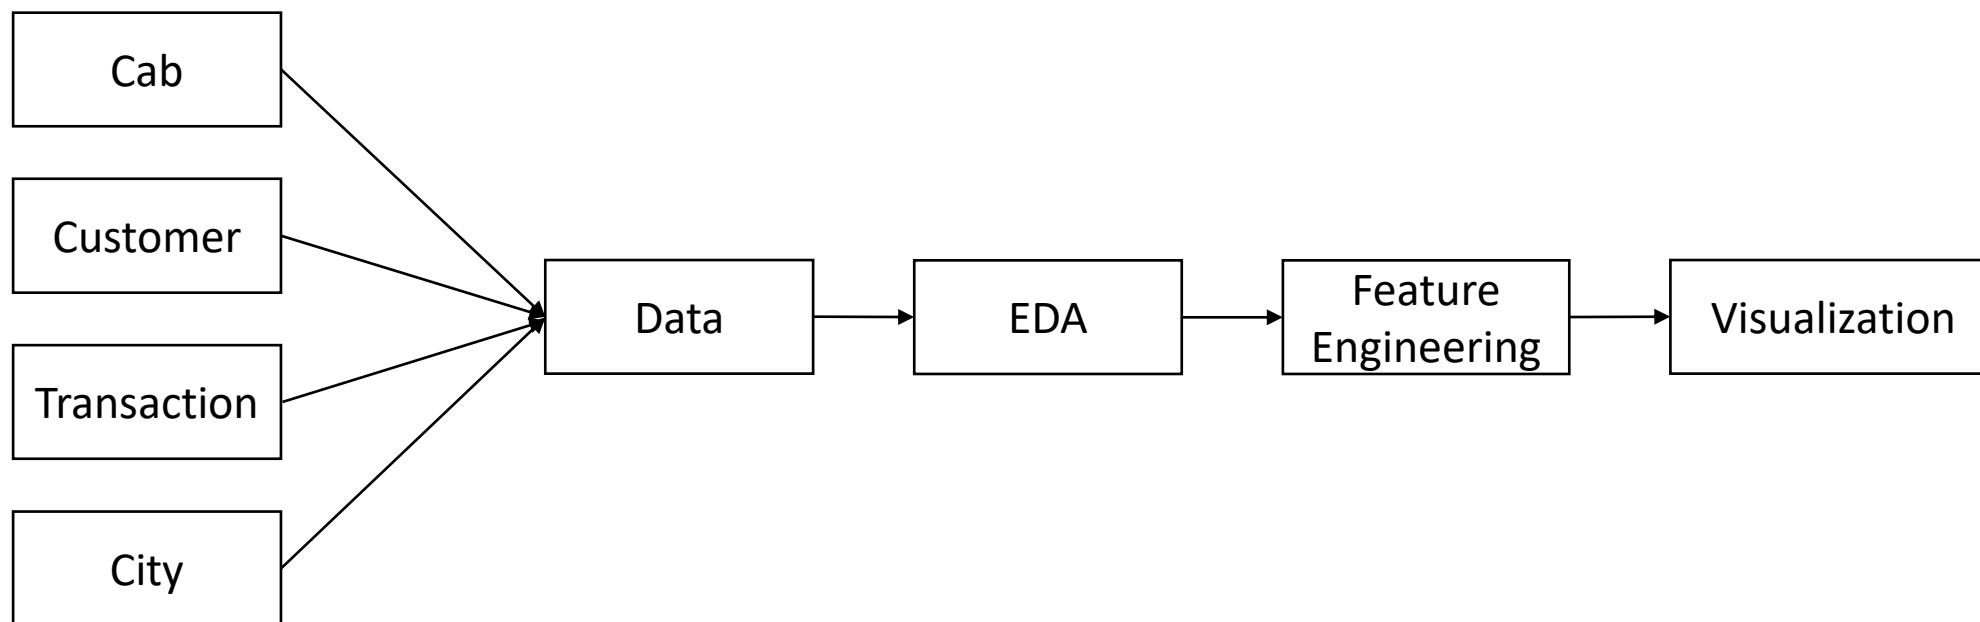 Cab
Customer
Transaction
City
Data
EDA
Feature
Engineering
Visualization